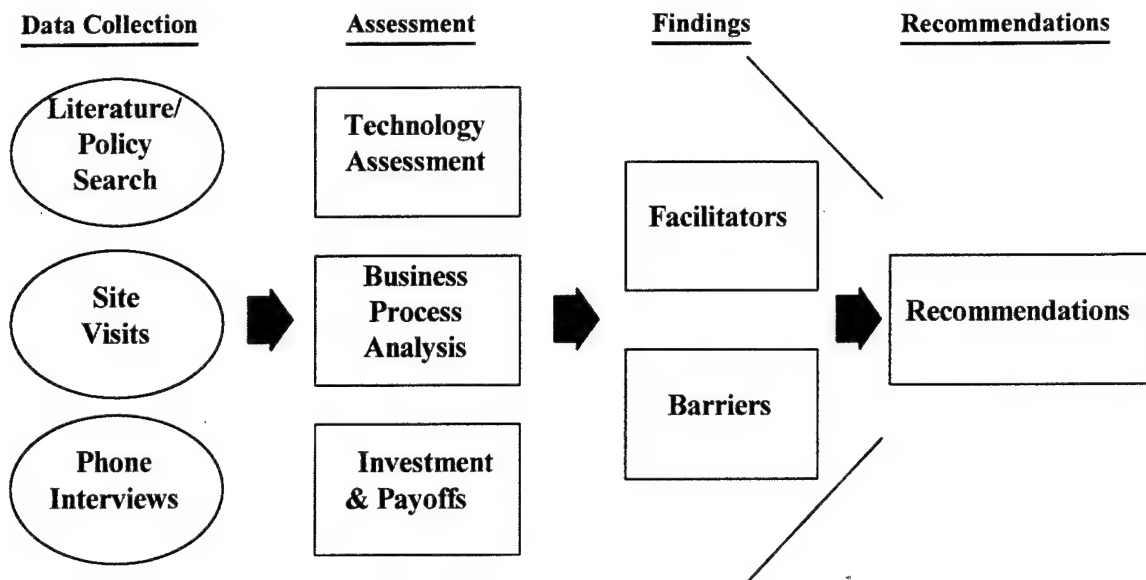 Data Collection
Assessment
Findings
Recommendations
Literature/
Policy
Search
Technology
Assessment
Facilitators
Site
Visits
Business
Process
Analysis
Recommendations
Barriers
Phone
Interviews
Investment
& Payoffs